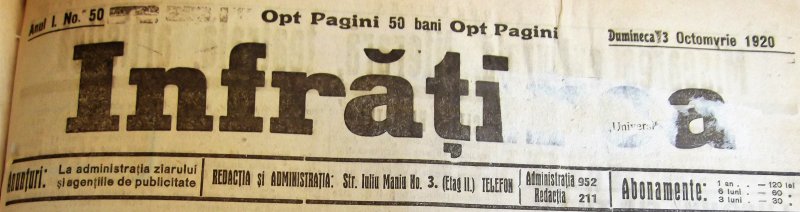 Anul I. No. 50
Opt Pagini 50 bani Opt Pagini
Dumineca 3 Octomvrie 1920
Infrăți a
„Univers
Anunțuri: La administrația ziarului
și agențiile de publicitate
REDACȚIA și ADMINISTRAȚIA: Str. Iuliu Maniu No. 3. (Etaj II.) TELEFON
Administrația 952
Redacția 211
Abonamente:
1 an . . — 120 lei
6 luni . — 60 „
3 luni . — 30 „